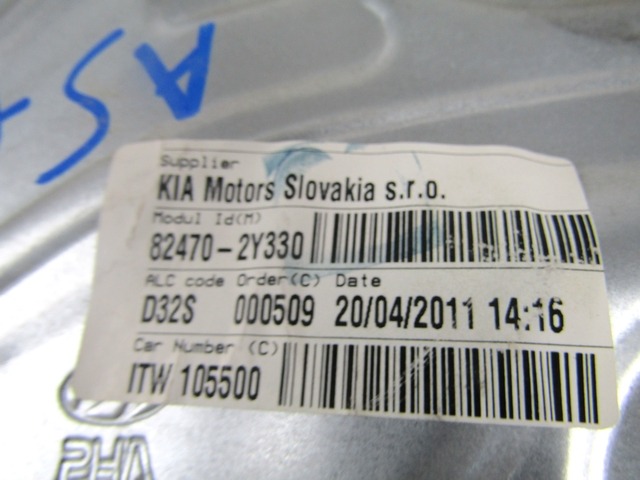 Supplier
KIA Motors Slovakia s.r.o.
Modul Id(M)
82470-2Y330
ALC code Order(C) Date
D32S 000509 20/04/2011 14:16
Car Number (C)
ITW 105500